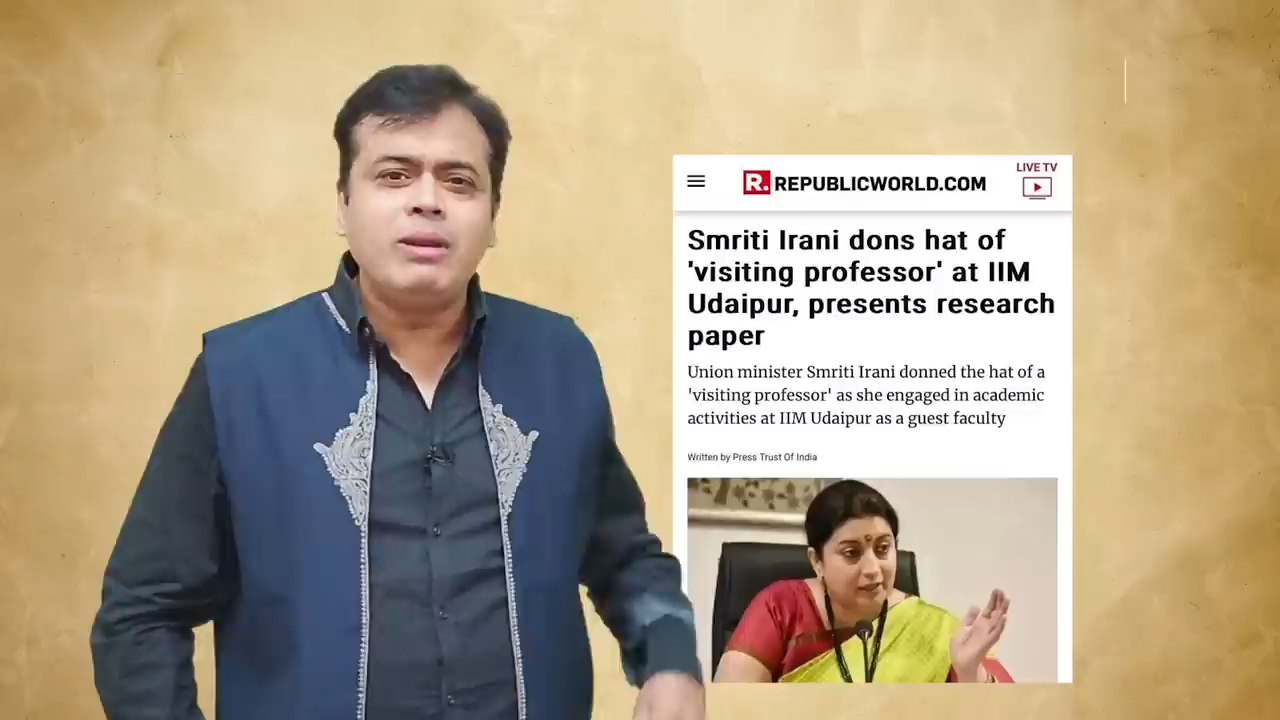 R. REPUBLICWORLD.COM
LIVE TV
Smriti Irani dons hat of
'visiting professor' at IIM
Udaipur, presents research
paper
Union minister Smriti Irani donned the hat of a
'visiting professor' as she engaged in academic
activities at IIM Udaipur as a guest faculty
Written by Press Trust Of India